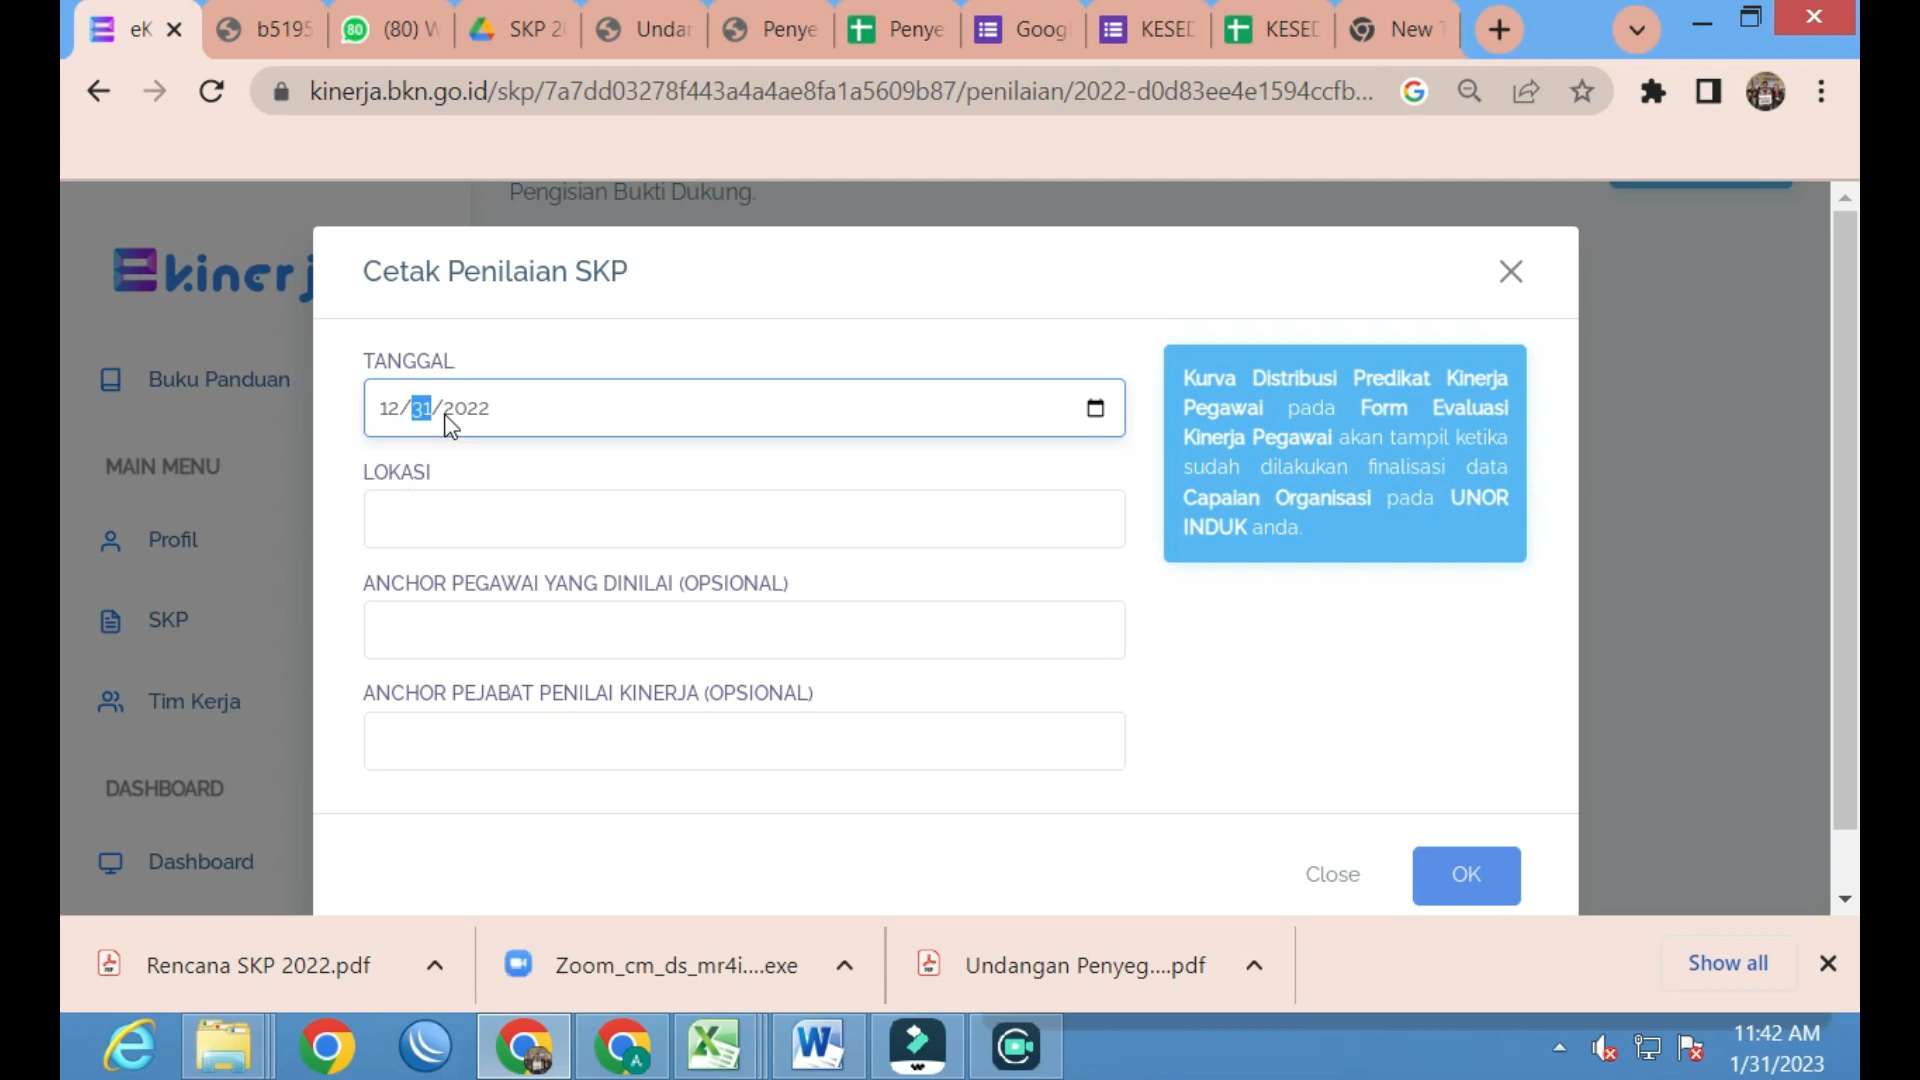 eK
b5195
(80) W
SKP 2
Undar
Penye
Penye
Goog
KESED
KESED
New T
kinerja.bkn.go.id/skp/7a7dd03278f443a4a4ae8fa1a5609b87/penilaian/2022-d0d83ee4e1594ccfb...
Pengisian Bukti Dukung.
kinerj
Buku Panduan
MAIN MENU
Profil
SKP
Tim Kerja
DASHBOARD
Dashboard
Cetak Penilaian SKP
TANGGAL
12/31/2022
LOKASI
ANCHOR PEGAWAI YANG DINILAI (OPSIONAL)
ANCHOR PEJABAT PENILAI KINERJA (OPSIONAL)
Kurva Distribusi Predikat Kinerja
Pegawai pada Form Evaluasi
Kinerja Pegawai akan tampil ketika
sudah dilakukan finalisasi data
Capaian Organisasi pada UNOR
INDUK anda.
Close
OK
Rencana SKP 2022.pdf
Zoom_cm_ds_mr4i....exe
Undangan Penyeg....pdf
Show all
11:42 AM
1/31/2023